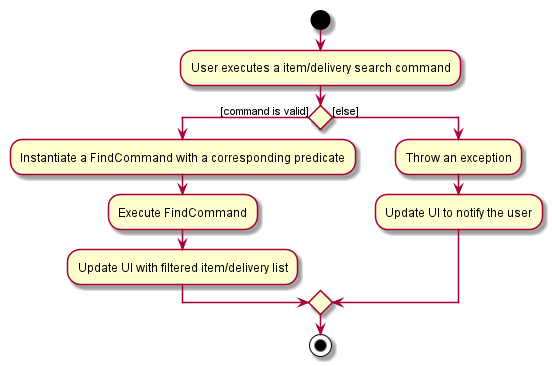 User executes a item/delivery search command
[command is valid]
[else]
Instantiate a FindCommand with a corresponding predicate
Throw an exception
Execute FindCommand
Update UI to notify the user
Update UI with filtered item/delivery list